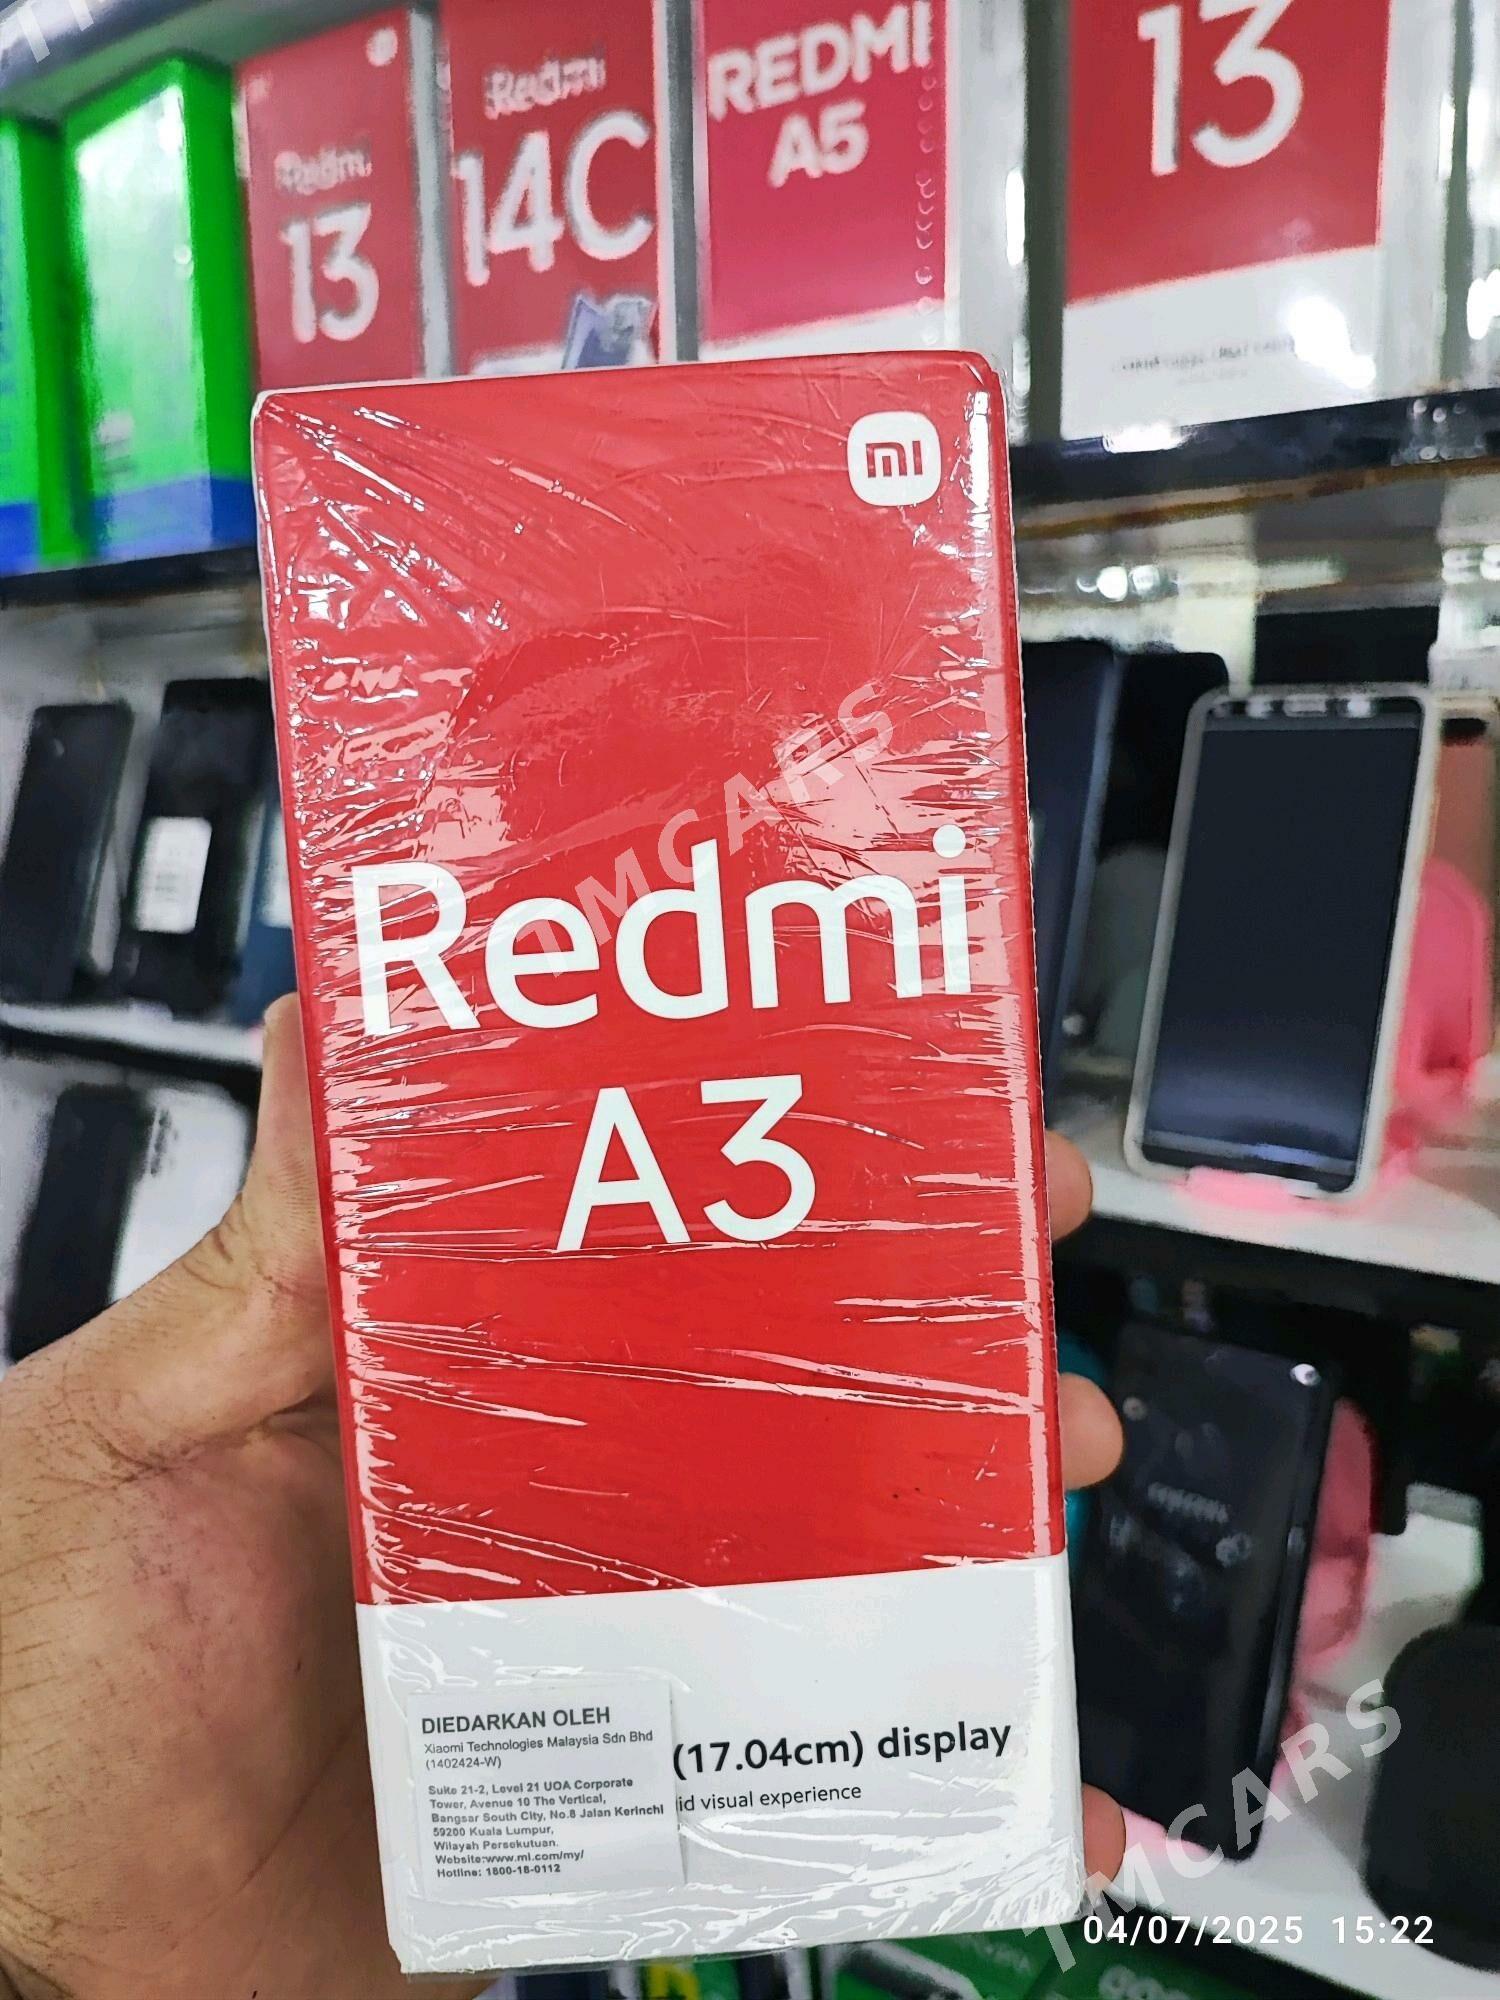 Redmi
13
Redmi
14C
REDMI
A5
13
mi
Redmi
A3
TMCARS
DIEDARKAN OLEH
Xiaomi Technologies Malaysia Sdn Bhd
(1402424-W)
Suite 21-2, Level 21 UOA Corporate
Tower, Avenue 10 The Vertical,
Bangsar South City, No.8 Jalan Kerinchi
59200 Kuala Lumpur,
Wilayah Persekutuan.
Website:www.mi.com/my/
Hotline: 1800-18-0112
(17.04cm) display
visual experience
TMCARS
04/07/2025 15:22